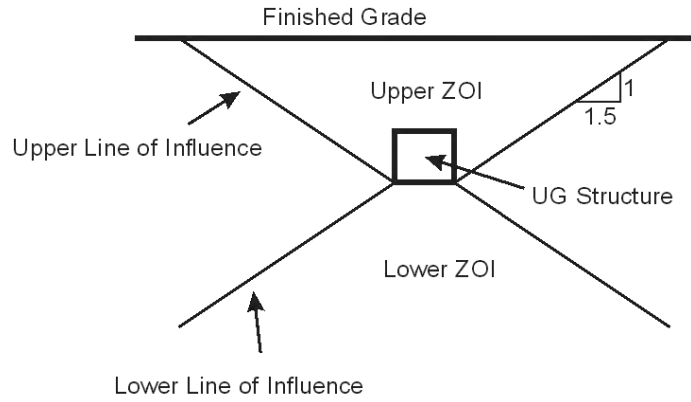 Finished Grade
Upper ZOI
1
1.5
Upper Line of Influence
UG Structure
Lower ZOI
Lower Line of Influence